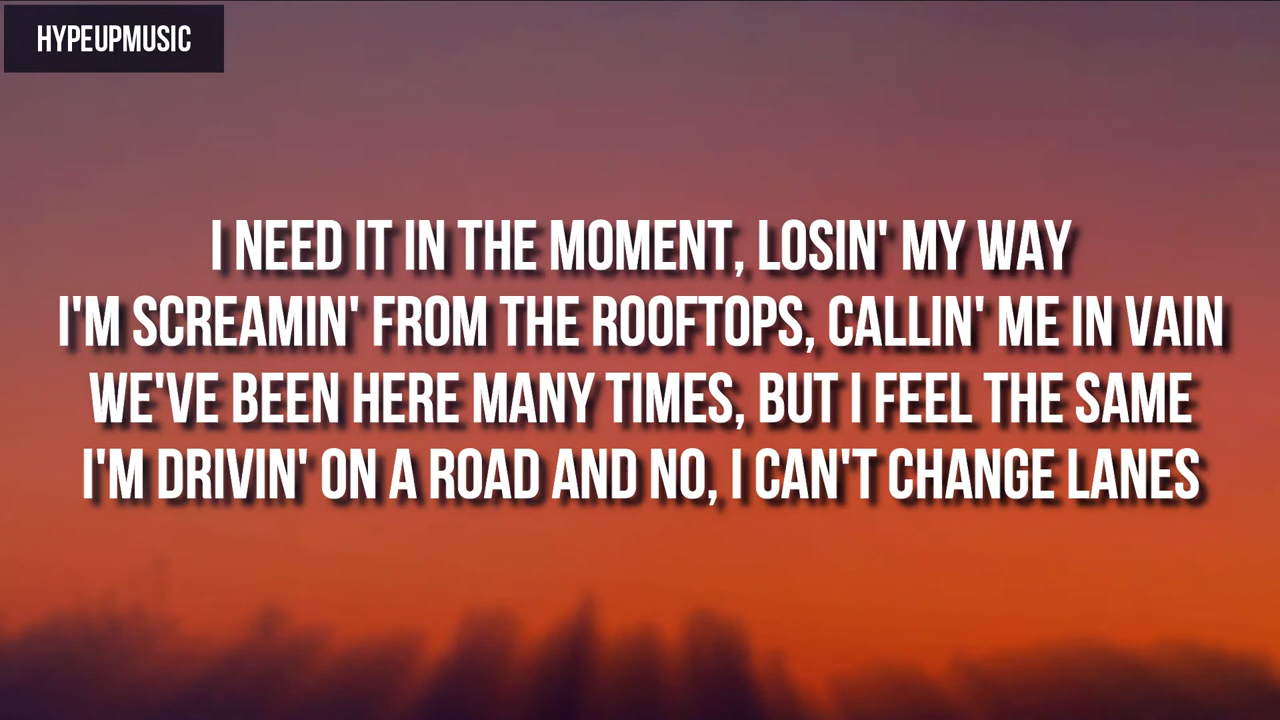 HYPEUPMUSIC
I NEED IT IN THE MOMENT, LOSIN' MY WAY
I'M SCREAMIN' FROM THE ROOFTOPS, CALLIN' ME IN VAIN
WE'VE BEEN HERE MANY TIMES, BUT I FEEL THE SAME
I'M DRIVIN' ON A ROAD AND NO, I CAN'T CHANGE LANES